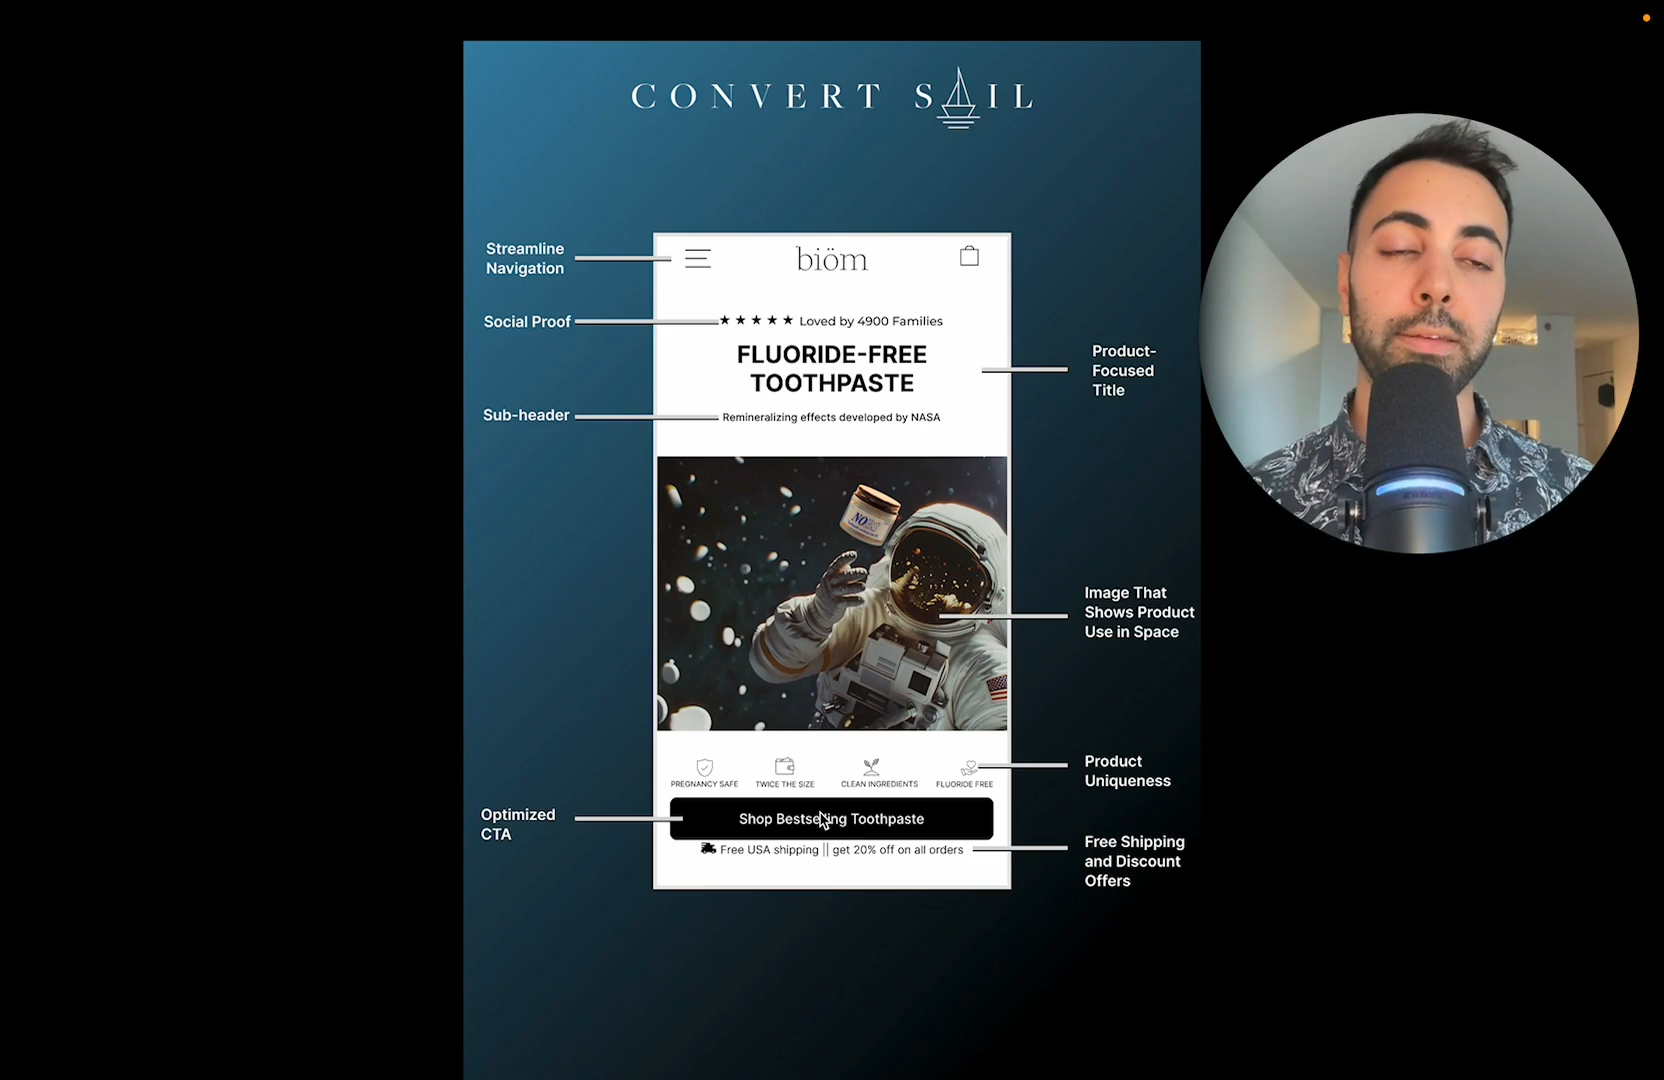 CONVERT SAIL
Streamline
Navigation
biöm
Social Proof
★ ★ ★ ★ ★ Loved by 4900 Families
FLUORIDE-FREE
TOOTHPASTE
Product-
Focused
Title
Sub-header
Remineralizing effects developed by NASA
NO
Image That
Shows Product
Use in Space
PREGNANCY SAFE
TWICE THE SIZE
CLEAN INGREDIENTS
FLUORIDE FREE
Product
Uniqueness
Optimized
CTA
Shop Bestselling Toothpaste
Free USA shipping || get 20% off on all orders
Free Shipping
and Discount
Offers